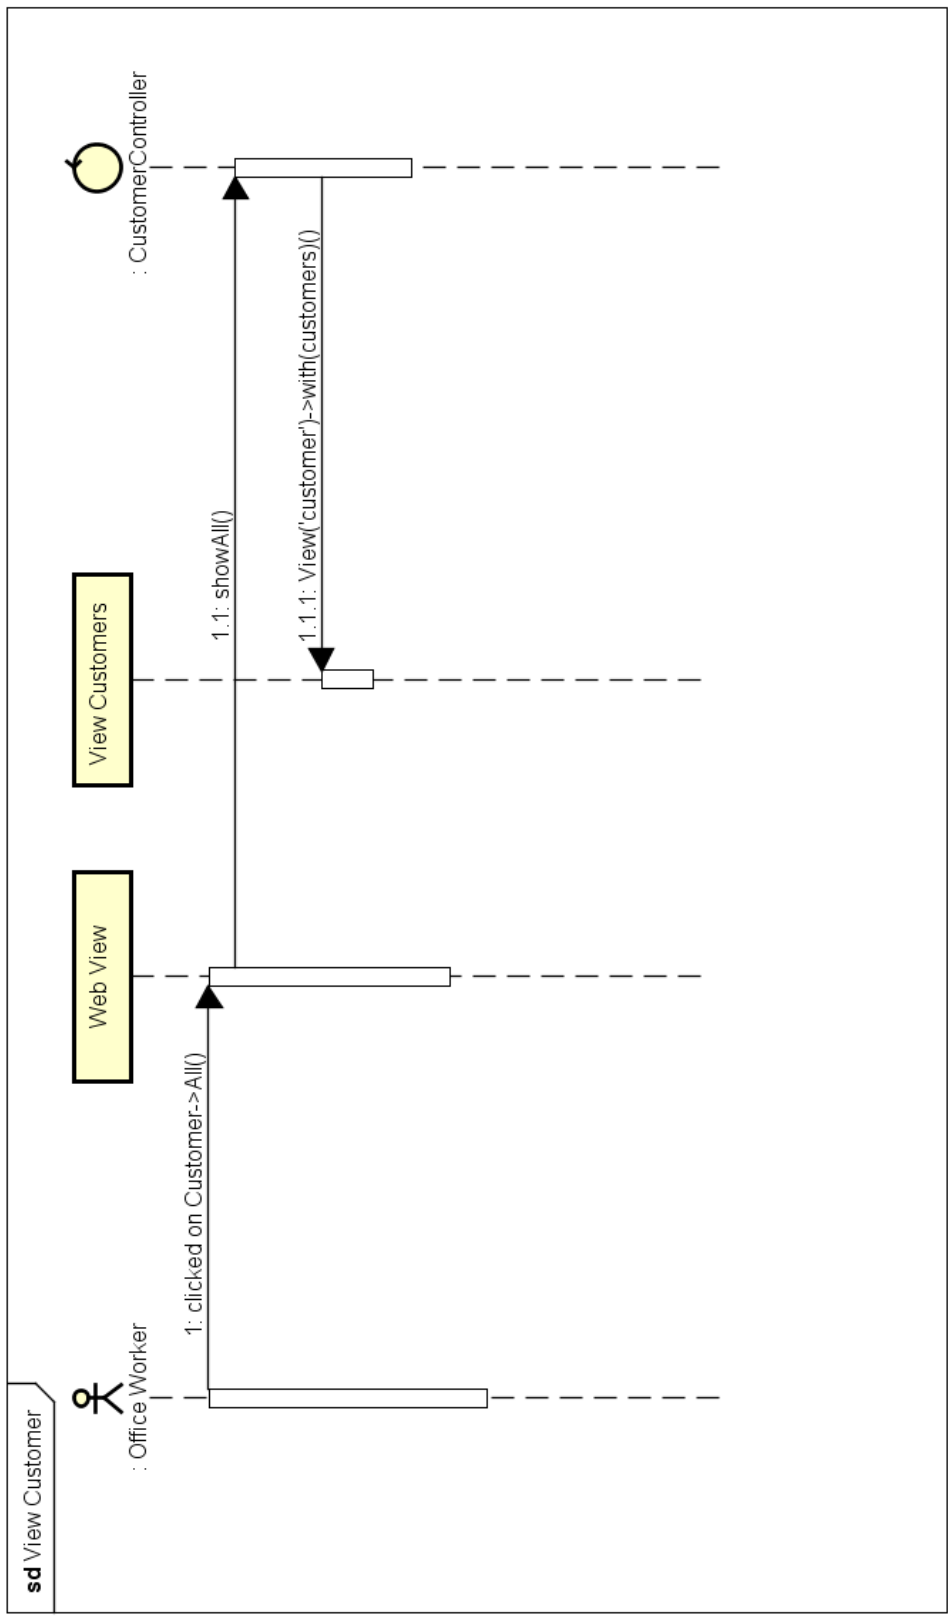 sd View Customer
: Office Worker
Web View
View Customers
: CustomerController
1: clicked on Customer->All()
1.1: showAll()
1.1.1: View('customer')->with(customers)()